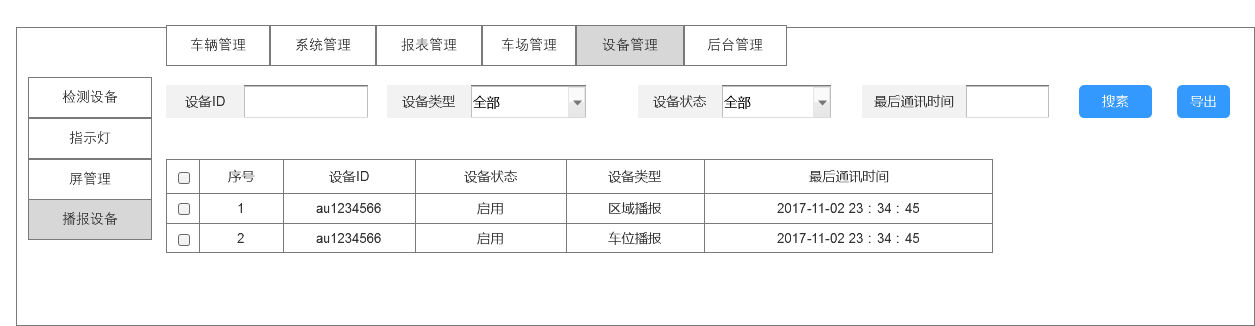 车辆管理 系统管理 报表管理 车场管理 设备管理 后台管理
检测设备
指示灯
屏管理
播报设备
设备ID 设备类型 全部 设备状态 全部 最后通讯时间 搜素 导出
序号 设备ID 设备状态 设备类型 最后通讯时间
1 au1234566 启用 区域播报 2017-11-02 23：34：45
2 au1234566 启用 车位播报 2017-11-02 23：34：45